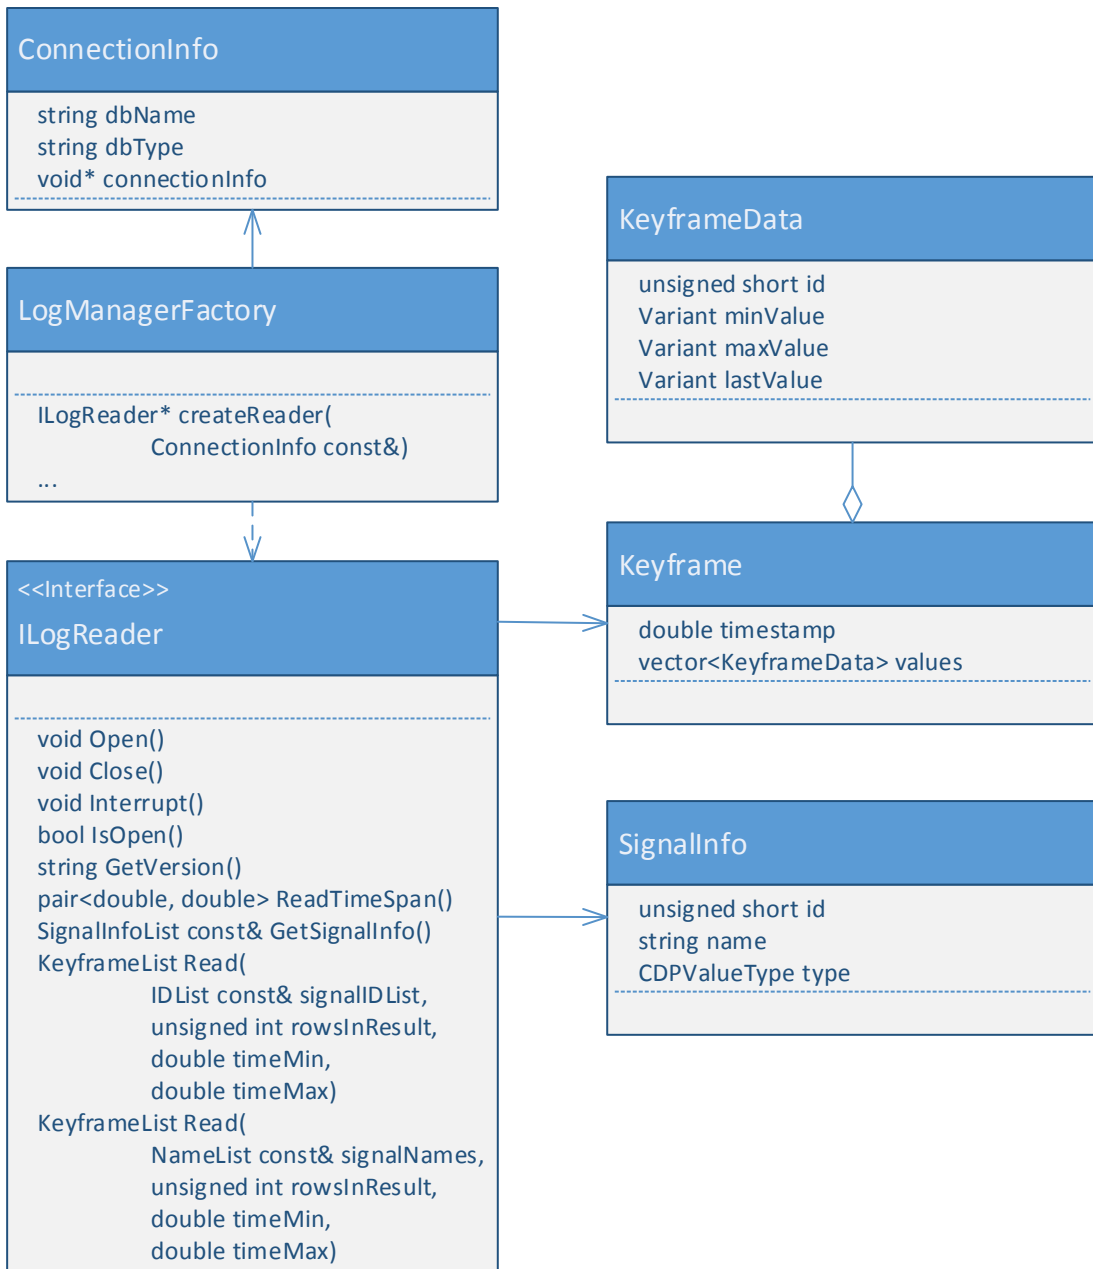 ConnectionInfo
string dbName
string dbType
void* connectionInfo
LogManagerFactory
ILogReader* createReader(
ConnectionInfo const&)
...
<<Interface>>
ILogReader
void Open()
void Close()
void Interrupt()
bool IsOpen()
string GetVersion()
pair<double, double> ReadTimeSpan()
SignalInfoList const& GetSignalInfo()
KeyframeList Read(
IDList const& signalIDList,
unsigned int rowsInResult,
double timeMin,
double timeMax)
KeyframeList Read(
NameList const& signalNames,
unsigned int rowsInResult,
double timeMin,
double timeMax)
KeyframeData
unsigned short id
Variant minValue
Variant maxValue
Variant lastValue
Keyframe
double timestamp
vector<KeyframeData> values
SignalInfo
unsigned short id
string name
CDPValueType type